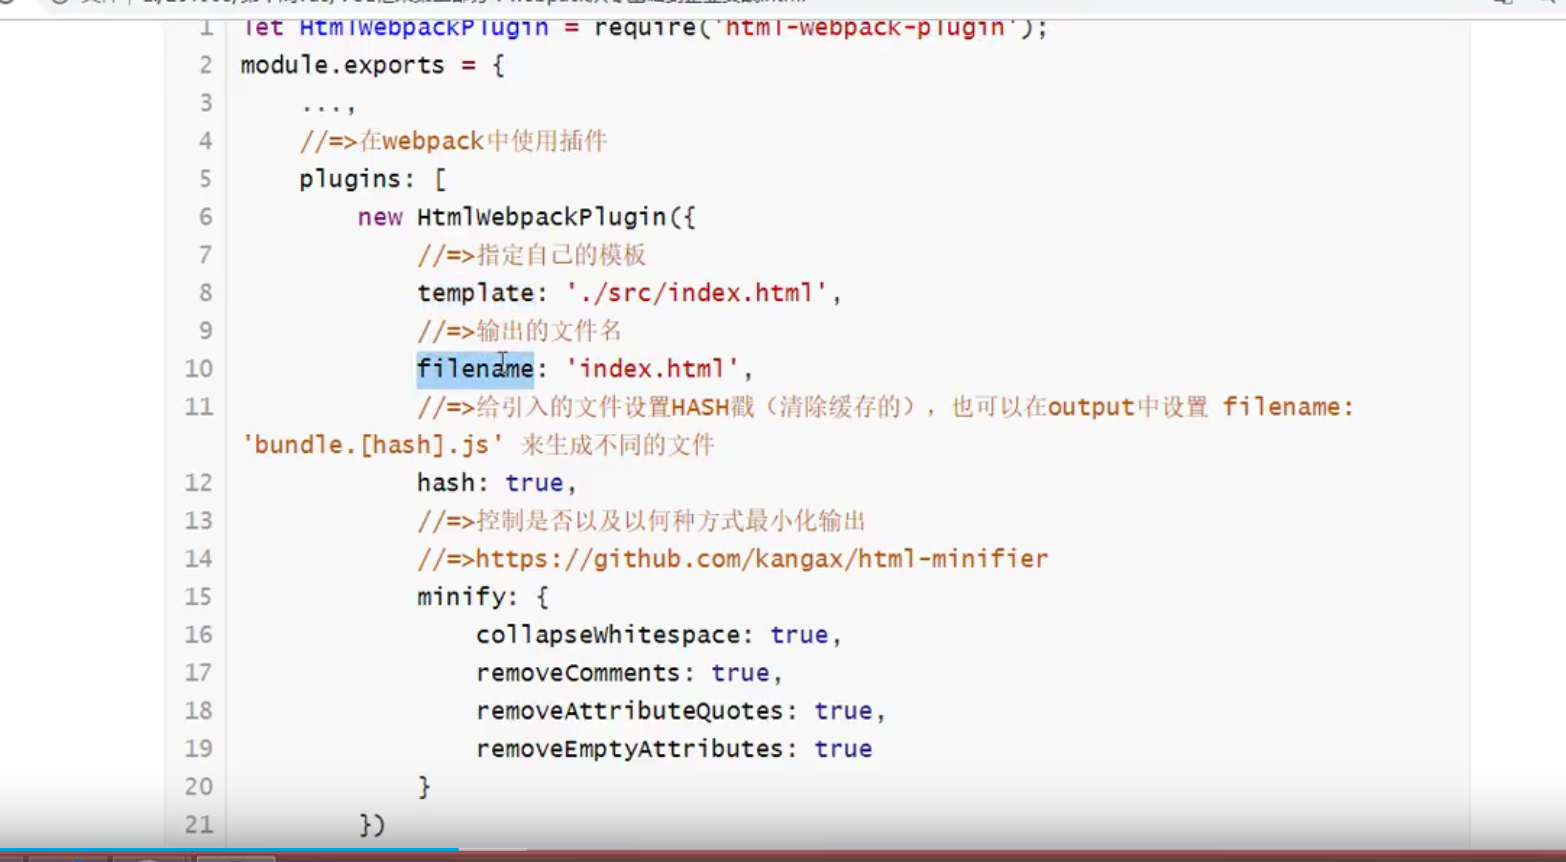 1 let HtmlWebpackPlugin = require('html-webpack-plugin');
2 module.exports = {
3 ...,
4 //=>在webpack中使用插件
5 plugins: [
6 new HtmlWebpackPlugin({
7 //=>指定自己的模板
8 template: './src/index.html',
9 //=>输出的文件名
10 filename: 'index.html',
11 //=>给引入的文件设置HASH戳（清除缓存的），也可以在output中设置 filename:
'bundle.[hash].js' 来生成不同的文件
12 hash: true,
13 //=>控制是否以及以何种方式最小化输出
14 //=>https://github.com/kangax/html-minifier
15 minify: {
16 collapseWhitespace: true,
17 removeComments: true,
18 removeAttributeQuotes: true,
19 removeEmptyAttributes: true
20 }
21 })